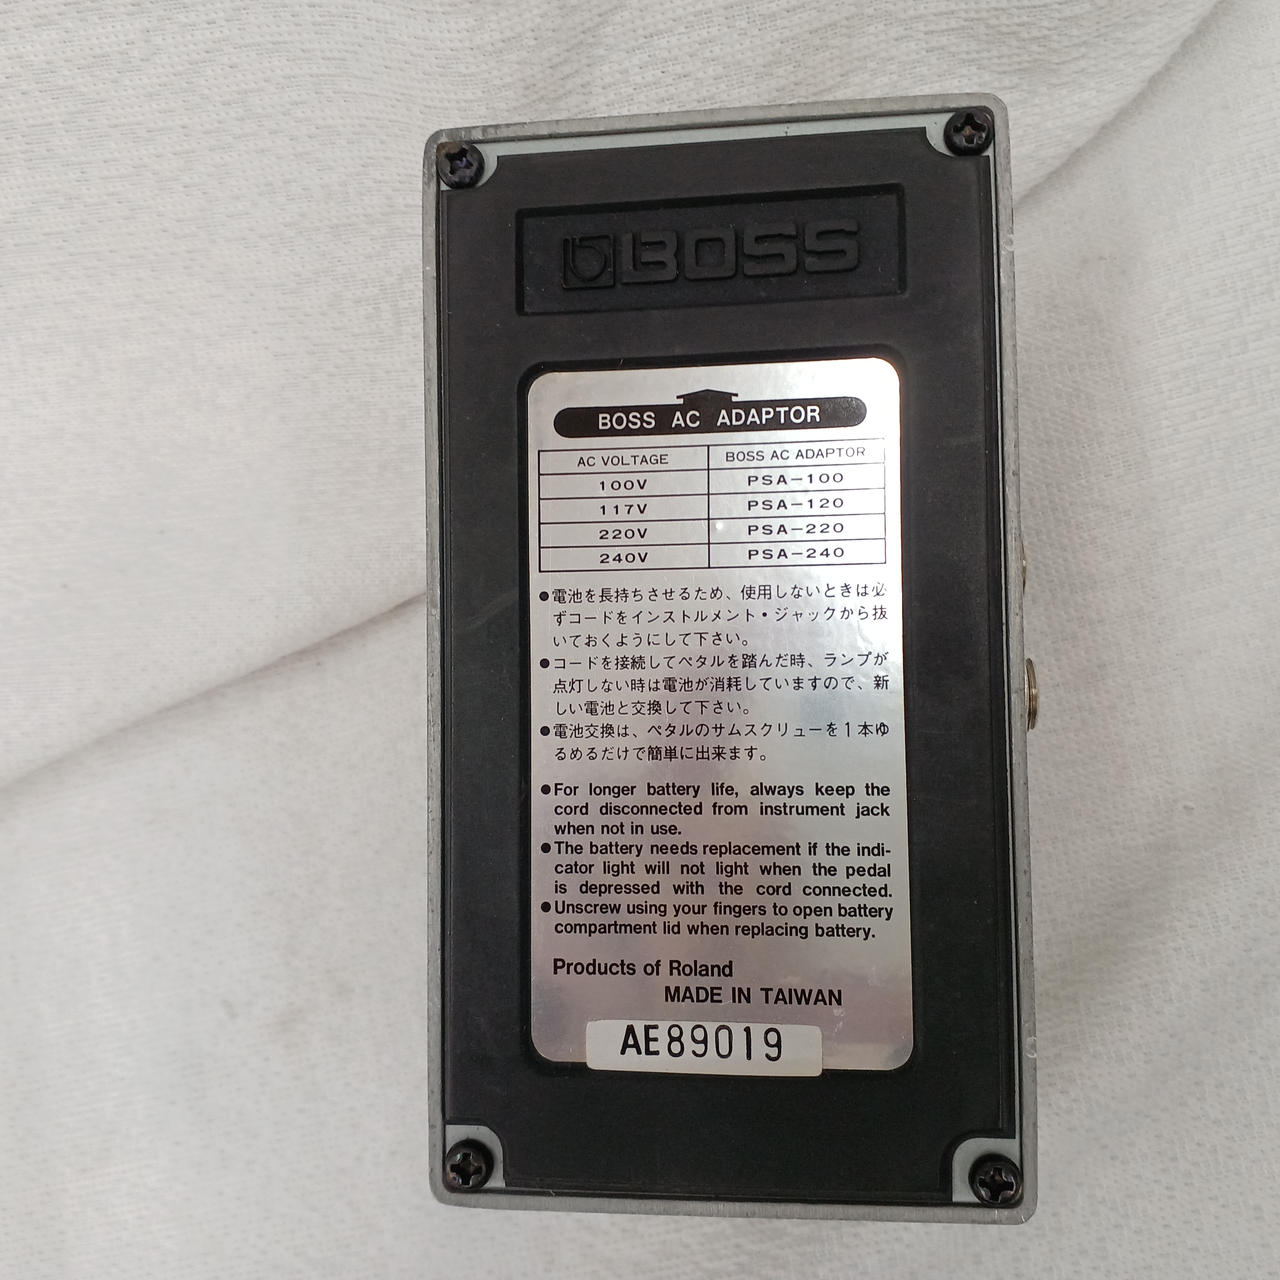 BOSS
BOSS AC ADAPTOR
AC VOLTAGE BOSS AC ADAPTOR
100V PSA-100
117V PSA-120
220V PSA-220
240V PSA-240
●電池を長持ちさせるため、使用しないときは必
ずコードをインストルメント・ジャックから抜
いておくようにして下さい。
●コードを接続してペタルを踏んだ時、ランプが
点灯しない時は電池が消耗していますので、新
しい電池と交換して下さい。
●電池交換は、ペタルのサムスクリューを1本ゆ
るめるだけで簡単に出来ます。
●For longer battery life, always keep the
cord disconnected from instrument jack
when not in use.
●The battery needs replacement if the indi-
cator light will not light when the pedal
is depressed with the cord connected.
●Unscrew using your fingers to open battery
compartment lid when replacing battery.
Products of Roland
MADE IN TAIWAN
AE89019